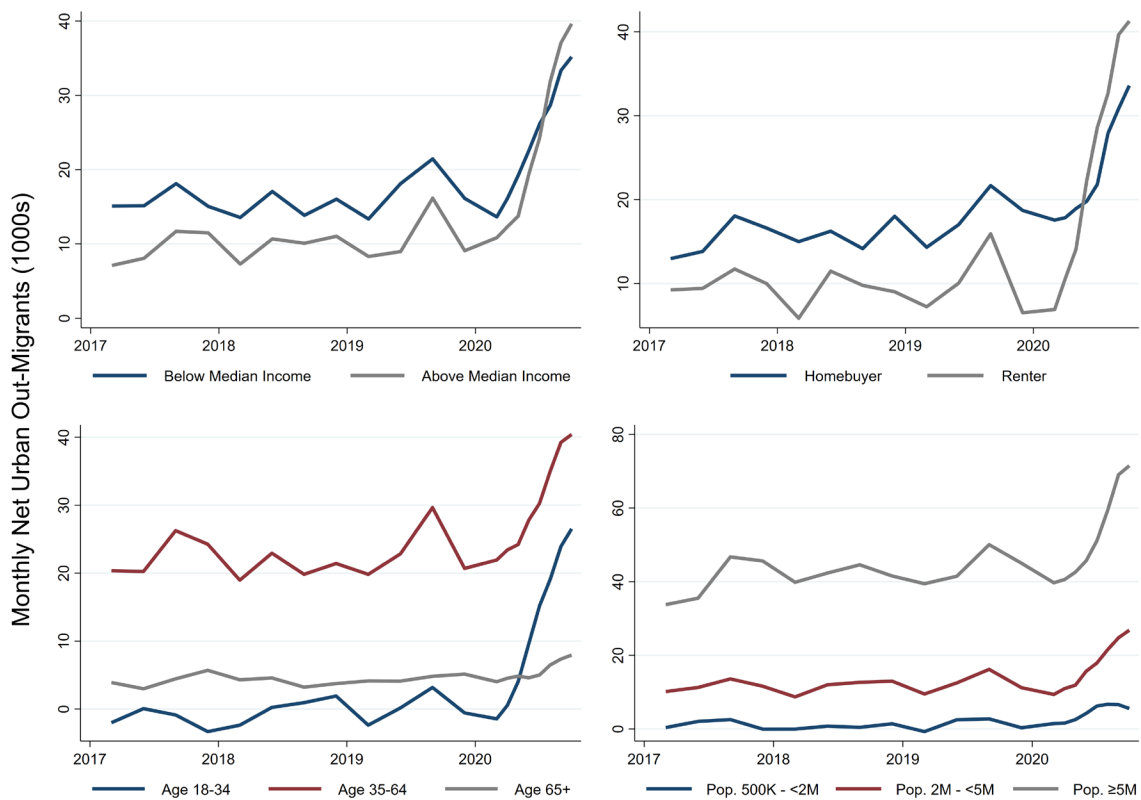 Monthly Net Urban Out-Migrants (1000s)
40
30
20
10
0
2017 2018 2019 2020
Below Median Income Above Median Income
40
30
20
10
2017 2018 2019 2020
Homebuyer Renter
40
30
20
10
0
2017 2018 2019 2020
Age 18-34 Age 35-64 Age 65+
80
60
40
20
0
2017 2018 2019 2020
Pop. 500K - <2M Pop. 2M - <5M Pop. ≥5M